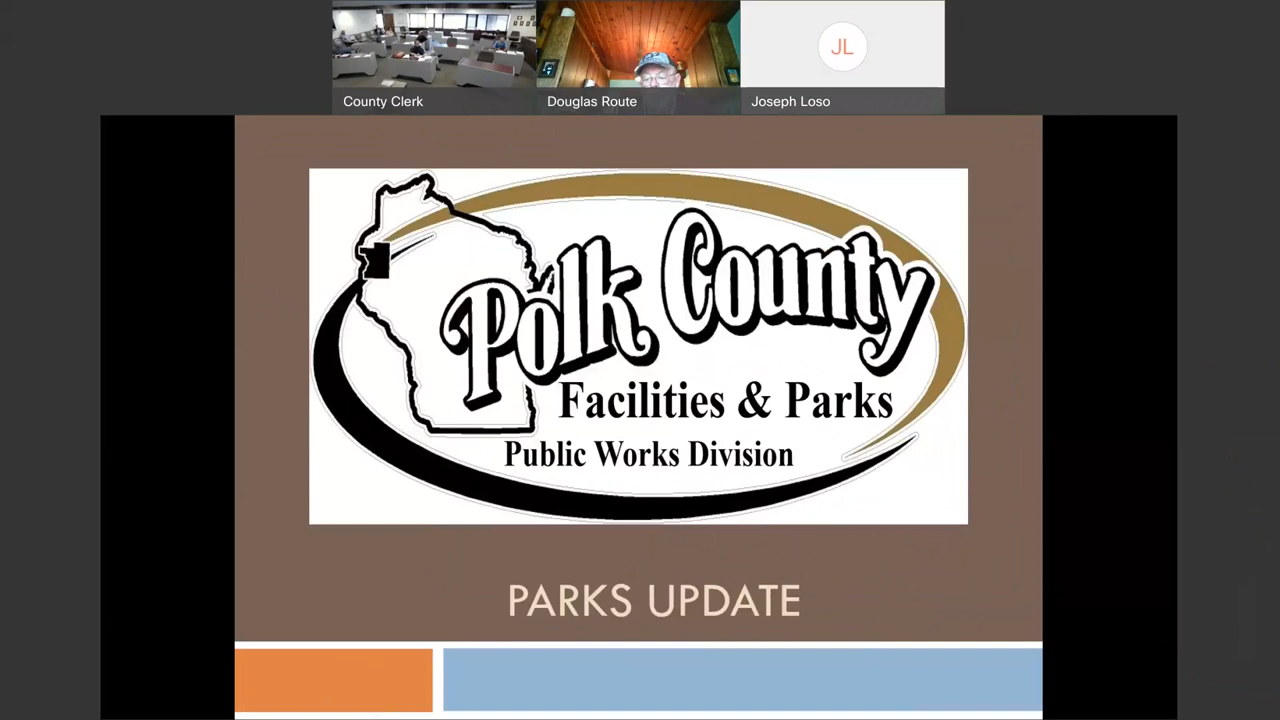 County Clerk
Douglas Route
JL
Joseph Loso
Polk County
Facilities & Parks
Public Works Division
PARKS UPDATE